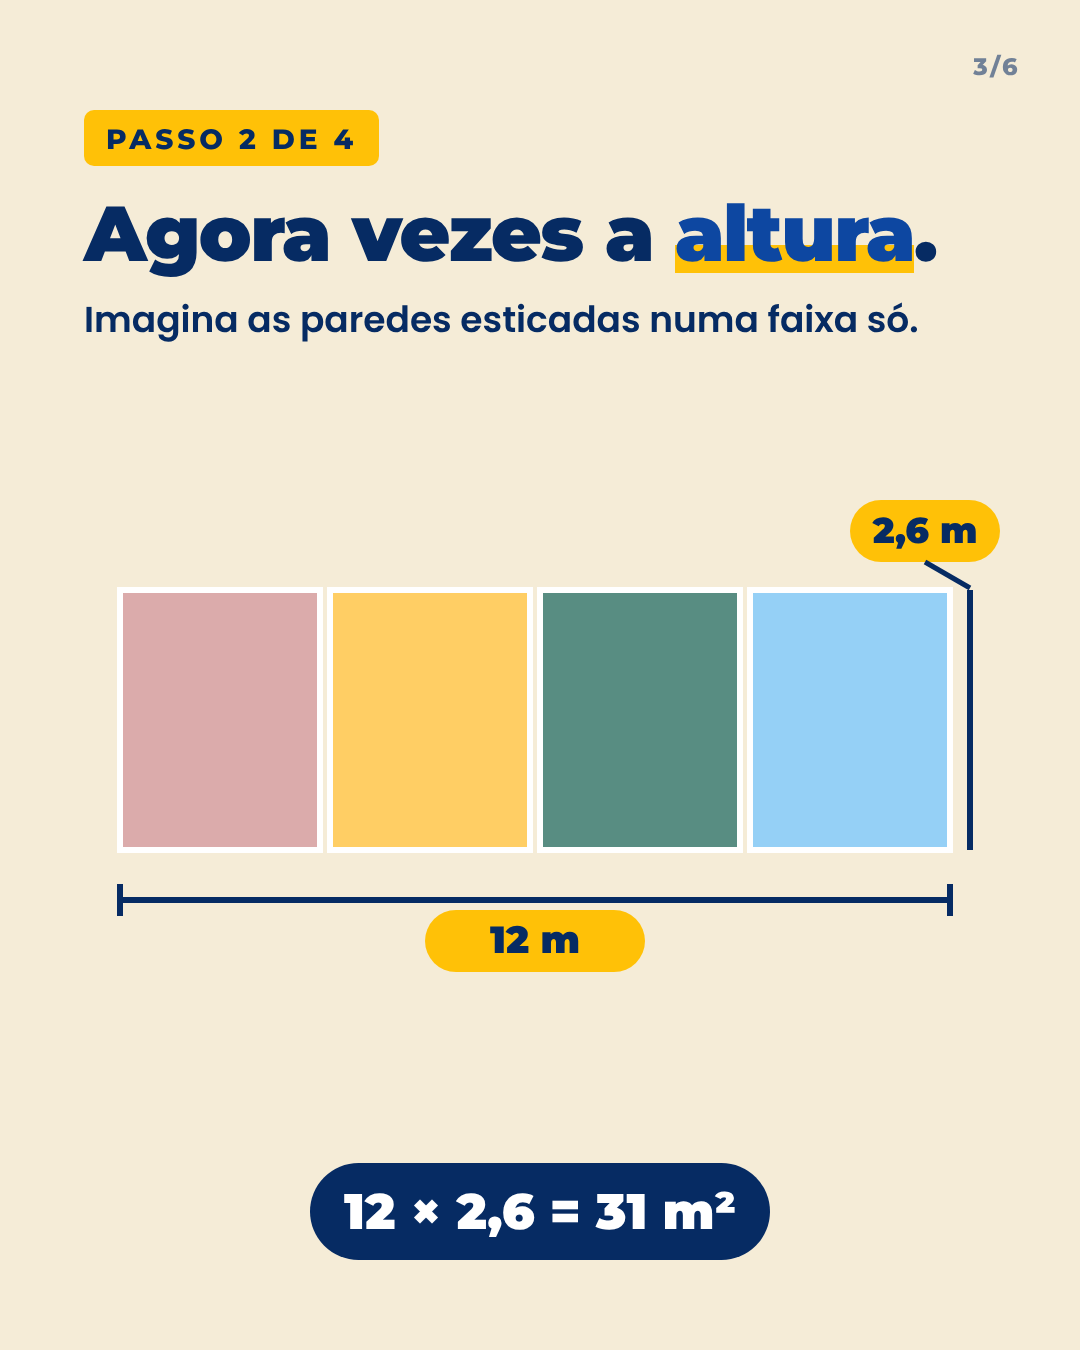 3/6
PASSO 2 DE 4
Agora vezes a altura.
Imagina as paredes esticadas numa faixa só.
2,6 m
12 m
12 × 2,6 = 31 m²